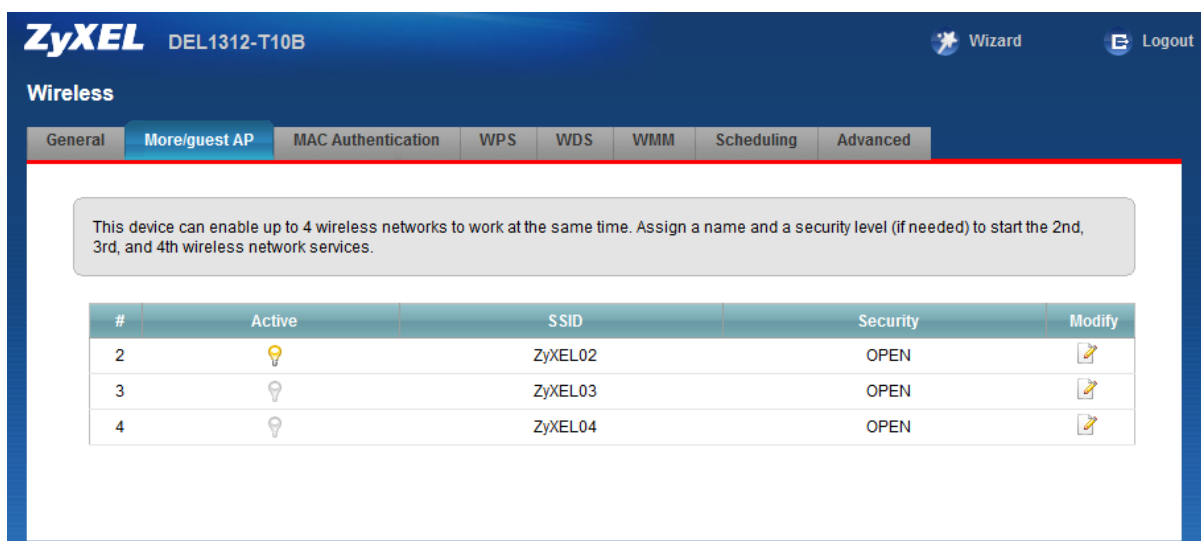 ZyXEL DEL1312-T10B Wizard Logout
Wireless
General More/guest AP MAC Authentication WPS WDS WMM Scheduling Advanced
This device can enable up to 4 wireless networks to work at the same time. Assign a name and a security level (if needed) to start the 2nd,
3rd, and 4th wireless network services.
# Active SSID Security Modify
2 ZyXEL02 OPEN
3 ZyXEL03 OPEN
4 ZyXEL04 OPEN